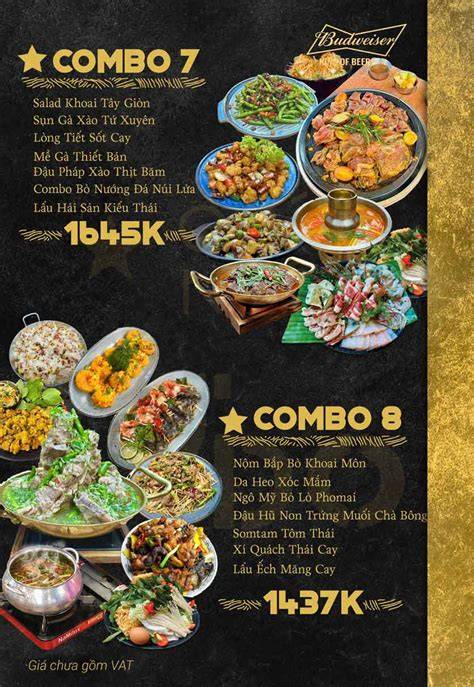 Budweiser
KING OF BEER
COMBO 7
Salad Khoai Tây Giòn
Sụn Gà Xào Tứ Xuyên
Lòng Tiết Sốt Cay
Mề Gà Thiết Bản
Đậu Pháp Xào Thịt Băm
Combo Bò Nướng Đá Núi Lửa
Lẩu Hải Sản Kiểu Thái
1645K
COMBO 8
Nộm Bắp Bò Khoai Môn
Da Heo Xóc Mắm
Ngô Mỹ Bỏ Lò Phomai
Đậu Hũ Non Trứng Muối Chà Bông
Somtam Tôm Thái
Xí Quách Thái Cay
Lẩu Ếch Măng Cay
1437K
Giá chưa gồm VAT